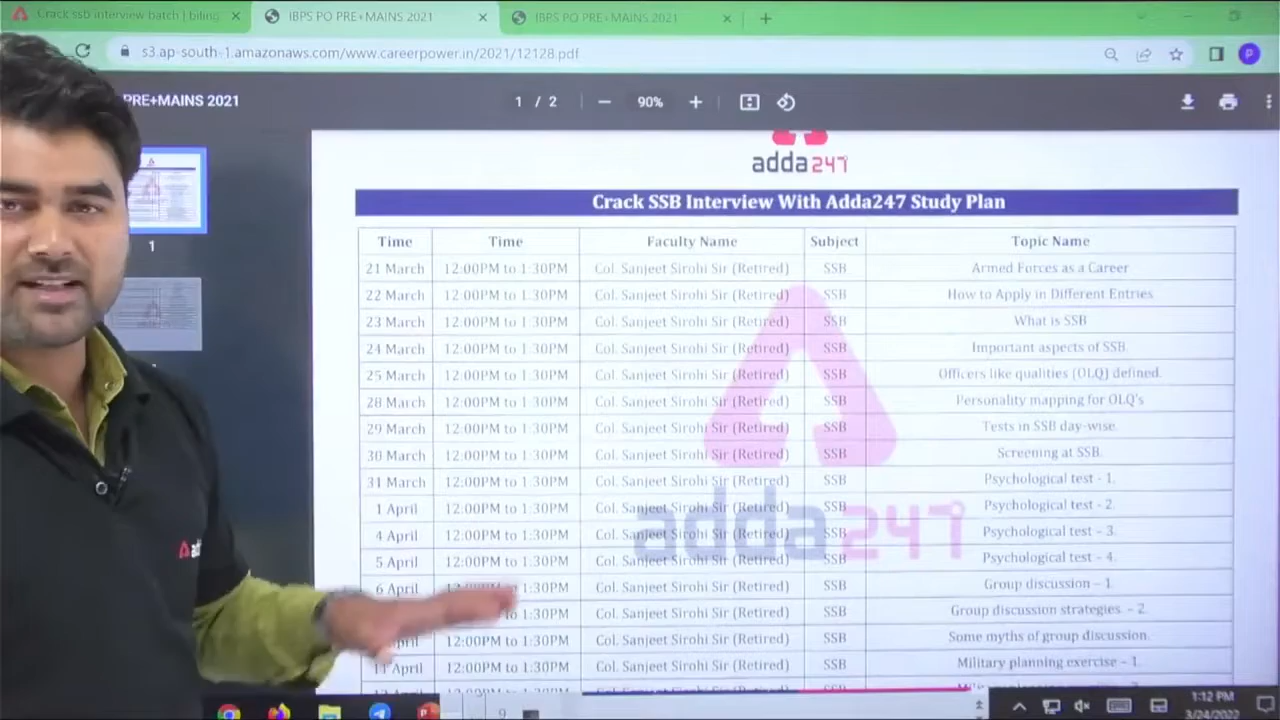 Crack ssb interview batch | biling
IBPS PO PRE+MAINS 2021
IBPS PO PRE+MAINS 2021
s3.ap-south-1.amazonaws.com/www.careerpower.in/2021/12128.pdf
P
PRE+MAINS 2021
1 / 2
90%
1
adda247
Crack SSB Interview With Adda247 Study Plan
Time Time Faculty Name Subject Topic Name
21 March 12:00PM to 1:30PM Col. Sanjeet Sirohi Sir (Retired) SSB Armed Forces as a Career
22 March 12:00PM to 1:30PM Col. Sanjeet Sirohi Sir (Retired) SSB How to Apply in Different Entries
23 March 12:00PM to 1:30PM Col. Sanjeet Sirohi Sir (Retired) SSB What is SSB
24 March 12:00PM to 1:30PM Col. Sanjeet Sirohi Sir (Retired) SSB Important aspects of SSB.
25 March 12:00PM to 1:30PM Col. Sanjeet Sirohi Sir (Retired) SSB Officers like qualities (OLQ) defined.
28 March 12:00PM to 1:30PM Col. Sanjeet Sirohi Sir (Retired) SSB Personality mapping for OLQ's
29 March 12:00PM to 1:30PM Col. Sanjeet Sirohi Sir (Retired) SSB Tests in SSB day-wise.
30 March 12:00PM to 1:30PM Col. Sanjeet Sirohi Sir (Retired) SSB Screening at SSB.
31 March 12:00PM to 1:30PM Col. Sanjeet Sirohi Sir (Retired) SSB Psychological test - 1.
1 April 12:00PM to 1:30PM Col. Sanjeet Sirohi Sir (Retired) SSB Psychological test - 2.
4 April 12:00PM to 1:30PM Col. Sanjeet Sirohi Sir (Retired) SSB Psychological test - 3.
5 April 12:00PM to 1:30PM Col. Sanjeet Sirohi Sir (Retired) SSB Psychological test - 4.
6 April 1:30PM Col. Sanjeet Sirohi Sir (Retired) SSB Group discussion - 1.
to 1:30PM Col. Sanjeet Sirohi Sir (Retired) SSB Group discussion strategies. - 2.
12:00PM to 1:30PM Col. Sanjeet Sirohi Sir (Retired) SSB Some myths of group discussion.
11 April 12:00PM to 1:30PM Col. Sanjeet Sirohi Sir (Retired) SSB Military planning exercise - 1.
adda247
1:12 PM
3/24/2022